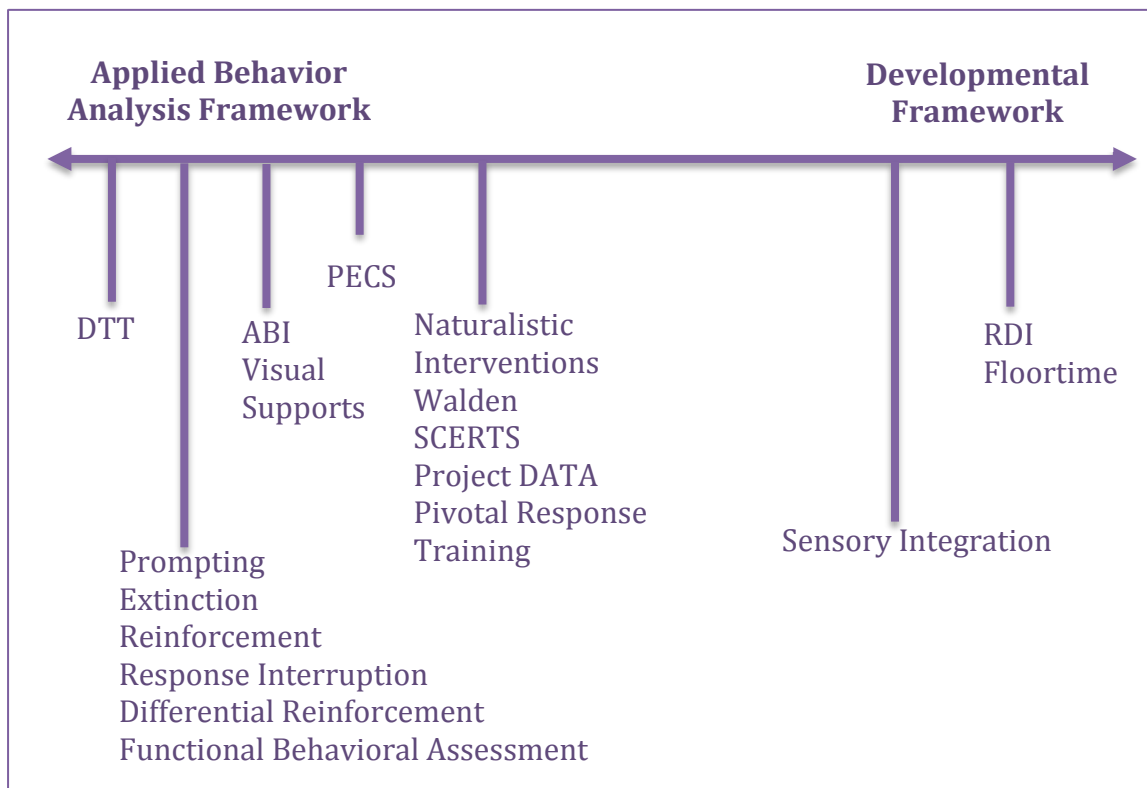 Applied Behavior
Analysis Framework
Developmental
Framework
DTT
Prompting
Extinction
Reinforcement
Response Interruption
Differential Reinforcement
Functional Behavioral Assessment
ABI
Visual
Supports
PECS
Naturalistic
Interventions
Walden
SCERTS
Project DATA
Pivotal Response
Training
Sensory Integration
RDI
Floortime